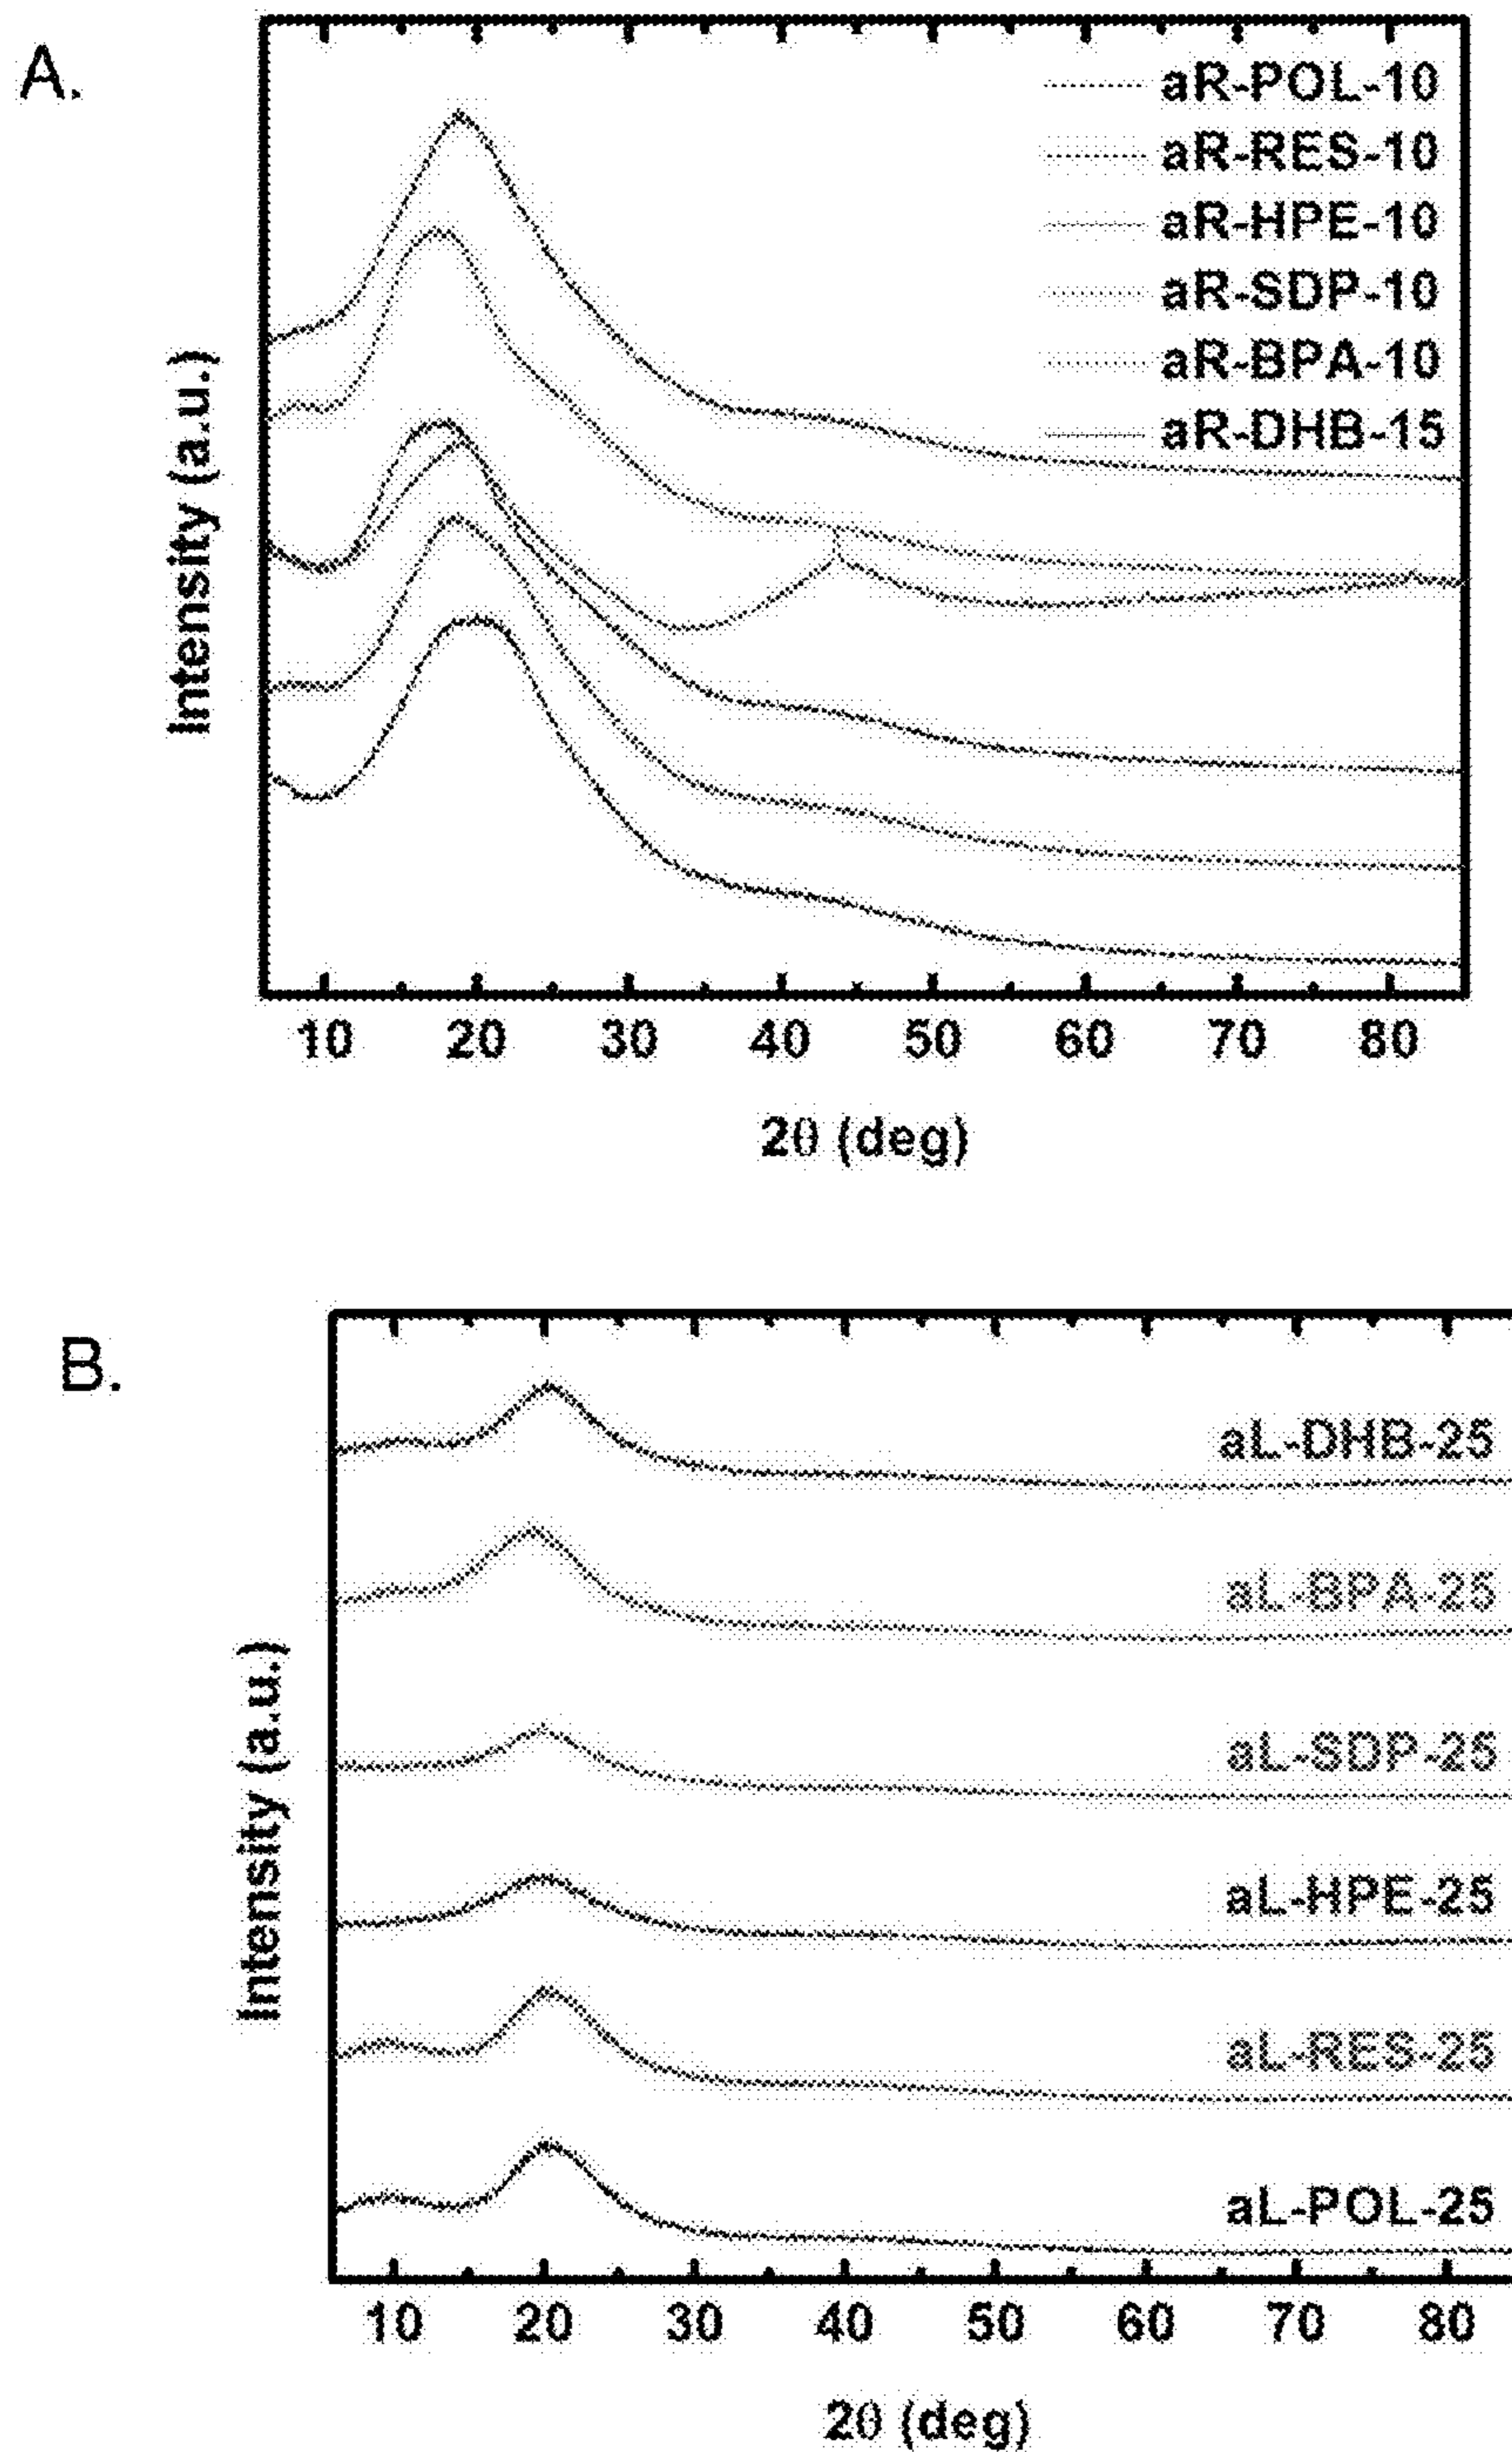 A.
aR-POL-10
aR-RES-10
aR-HPE-10
aR-SDP-10
aR-BPA-10
aR-DHB-15
Intensity (a.u.)
10 20 30 40 50 60 70 80
2θ (deg)
B.
aL-DHB-25
aL-BPA-25
aL-SDP-25
aL-HPE-25
aL-RES-25
aL-POL-25
Intensity (a.u.)
10 20 30 40 50 60 70 80
2θ (deg)